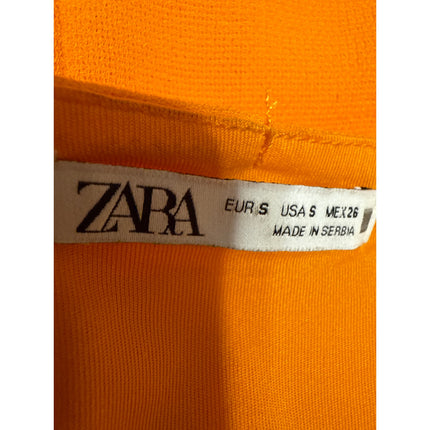 ZARA
EUR S USA S MEX 26
MADE IN SERBIA